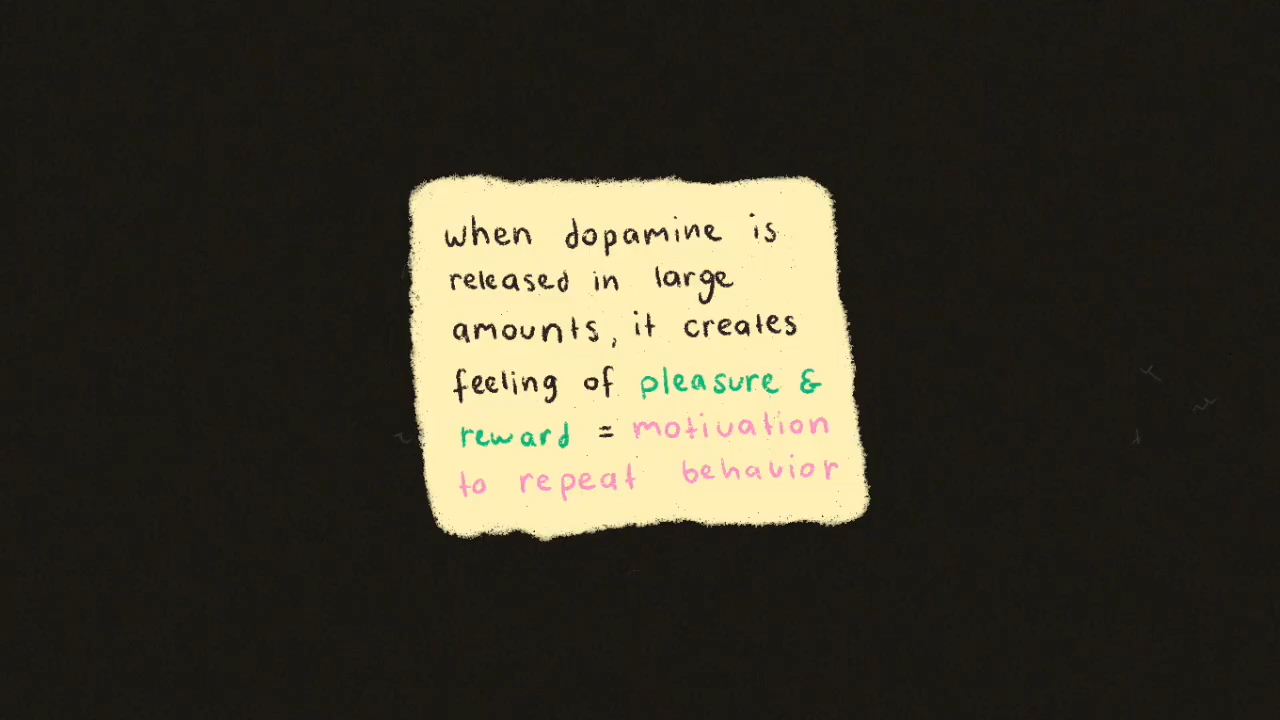 when dopamine is
released in large
amounts, it creates
feeling of pleasure &
reward = motivation
to repeat behavior